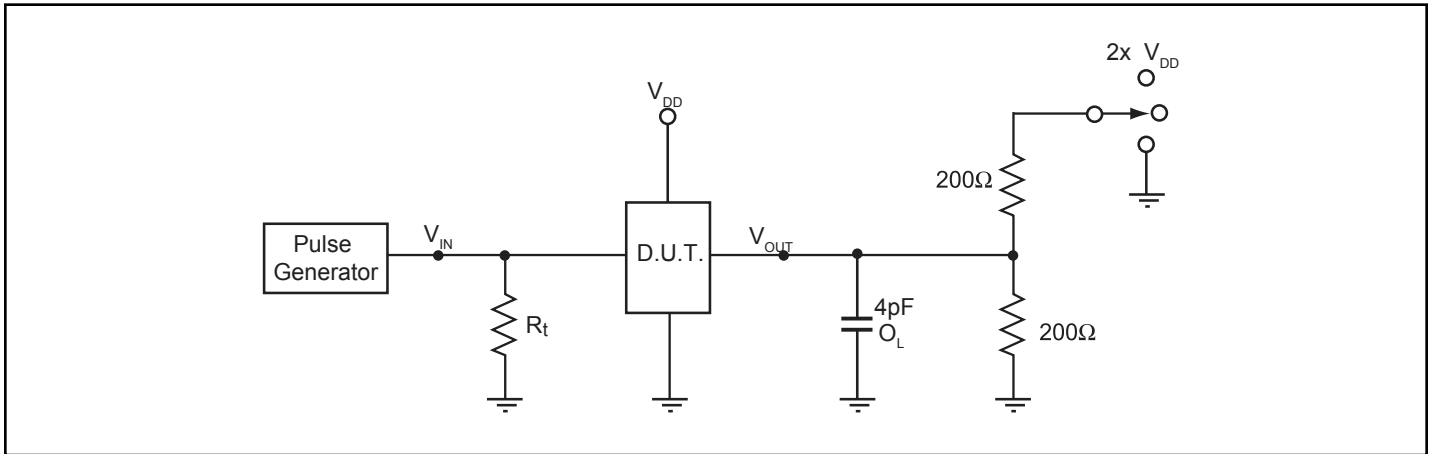 2x V_DD
V_DD
200Ω
Pulse
Generator
V_IN
D.U.T.
V_OUT
R_t
4pF
O_L
200Ω